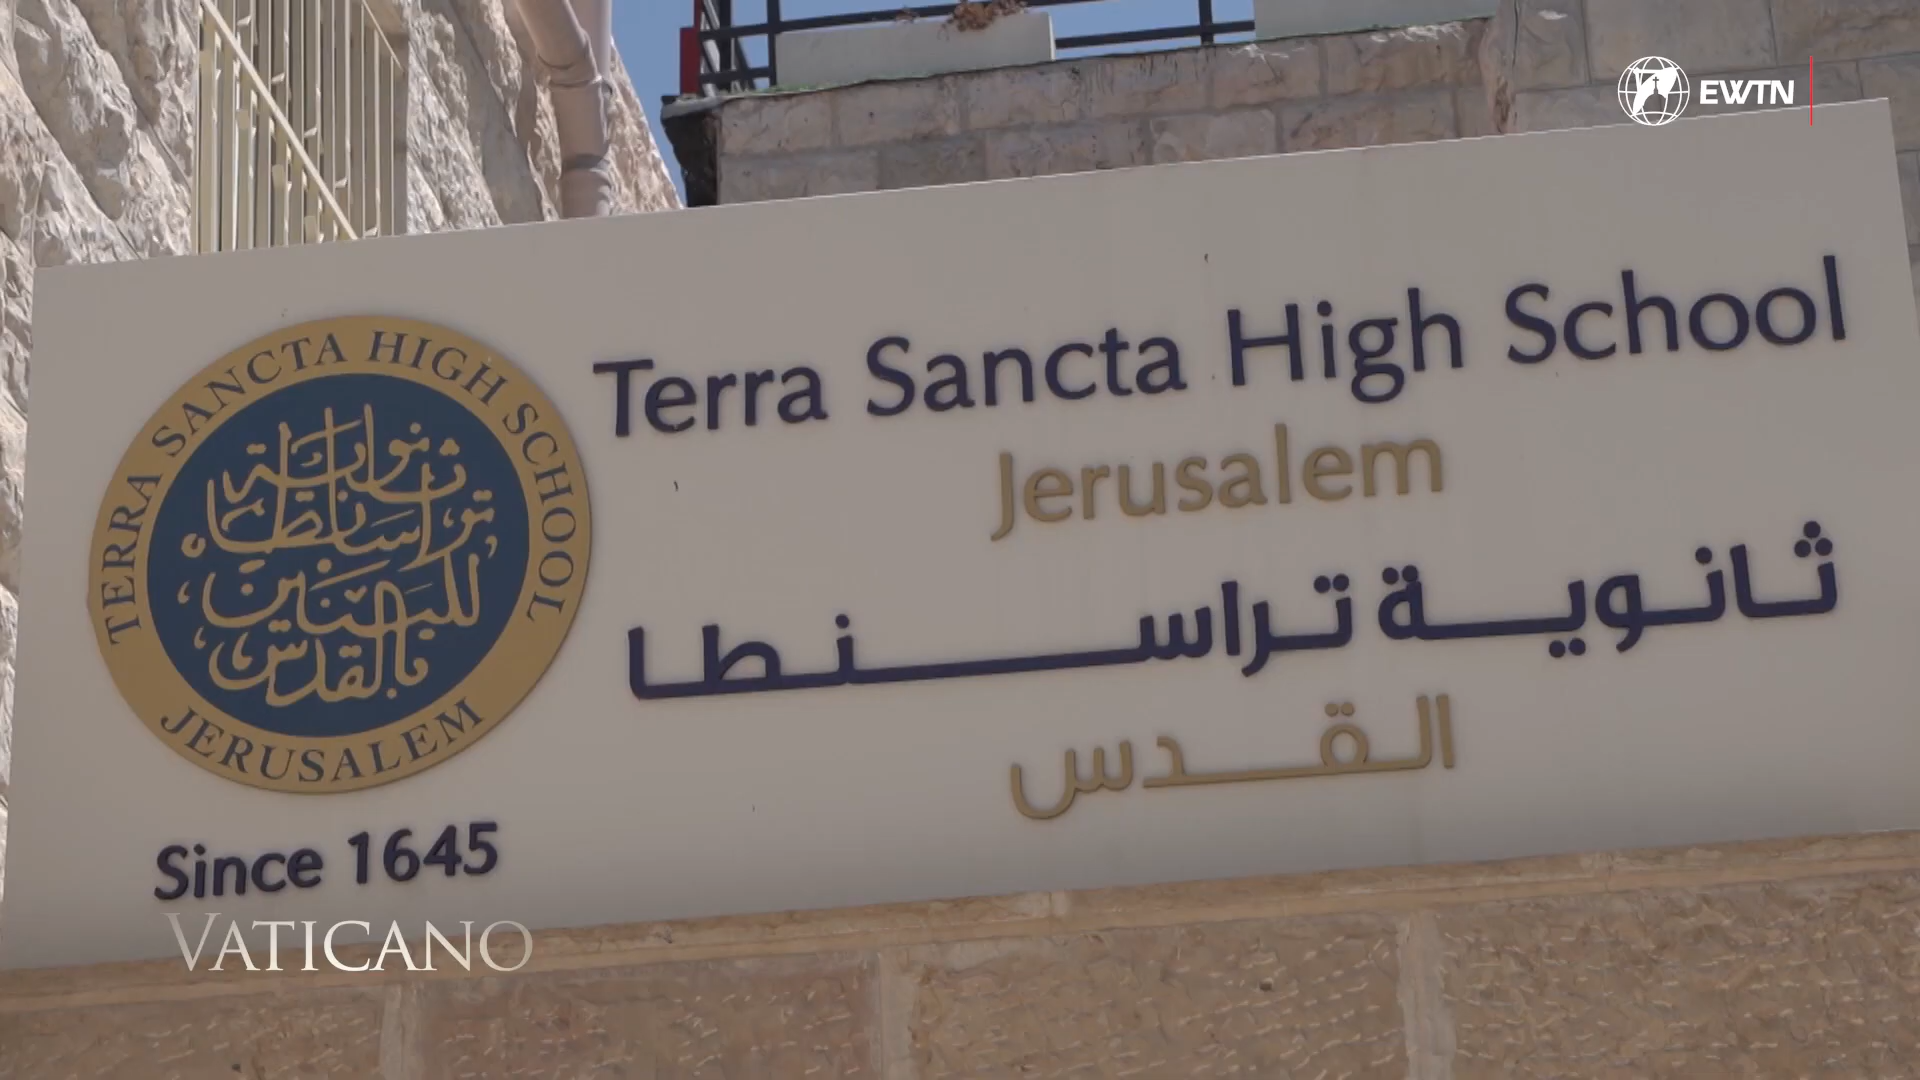 EWTN
Terra Sancta High School
Jerusalem
ثانوية تراسنطا
القدس
TERRA SANCTA HIGH SCHOOL
ثانوية
تراسانطا
للبنين
بالقدس
JERUSALEM
Since 1645
VATICANO